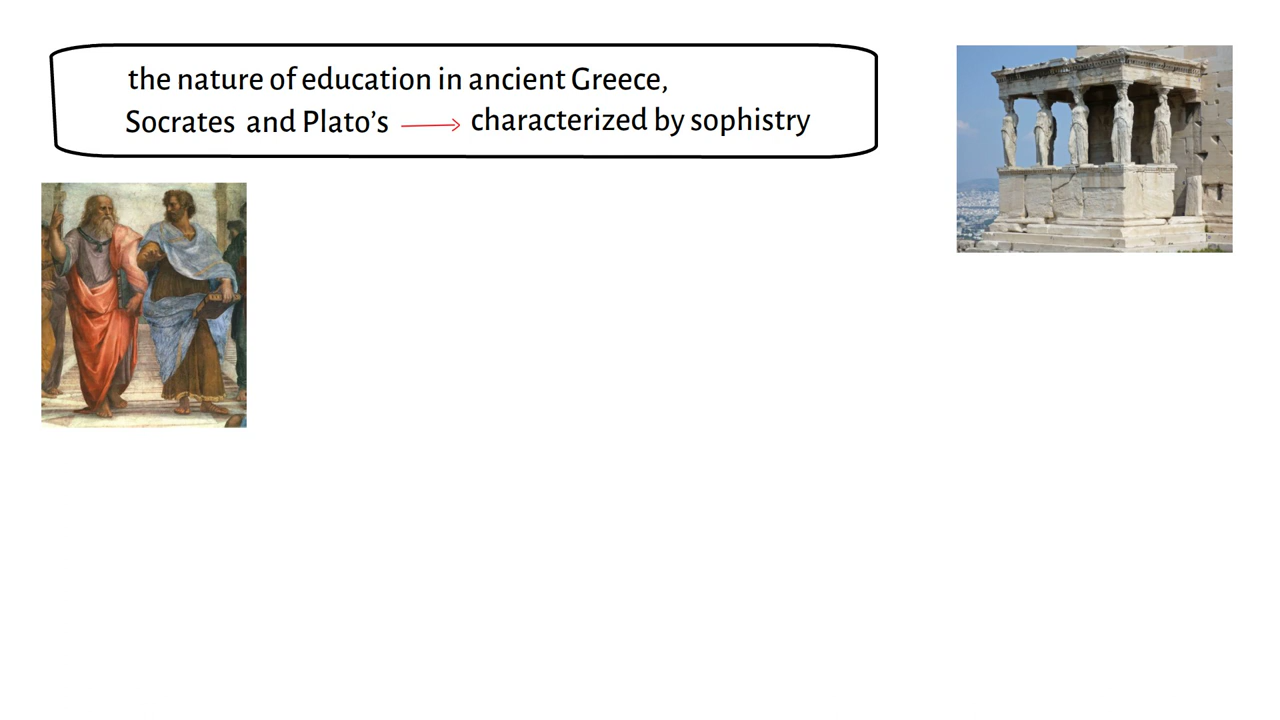 the nature of education in ancient Greece,
Socrates and Plato's → characterized by sophistry